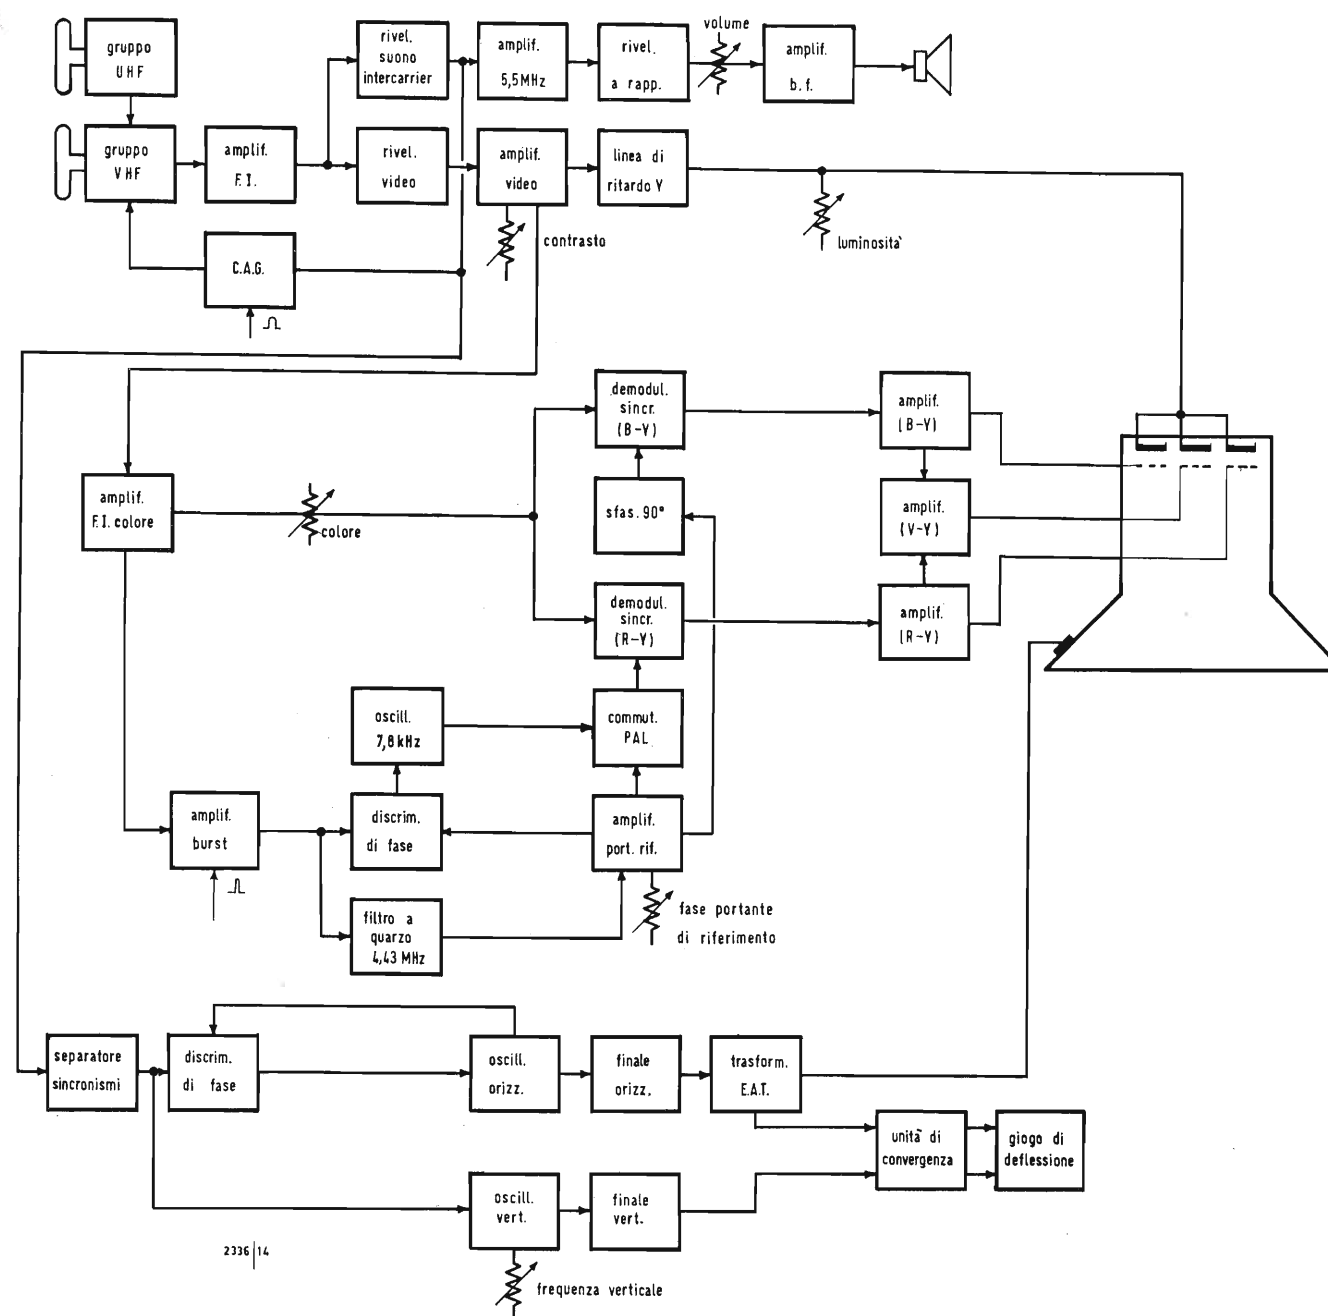 gruppo
UHF
rivel.
suono
intercarrier
amplif.
5,5MHz
rivel.
a rapp.
volume
amplif.
b.f.
gruppo
VHF
amplif.
F.I.
rivel.
video
amplif.
video
linea di
ritardo Y
contrasto
luminosità
C.A.G.
demodul.
sincr.
(B-Y)
amplif.
(B-Y)
amplif.
F.I. colore
colore
sfas. 90°
amplif.
(V-Y)
demodul.
sincr.
(R-Y)
amplif.
(R-Y)
oscill.
7,8kHz
commut.
PAL
amplif.
burst
discrim.
di fase
amplif.
port. rif.
filtro a
quarzo
4,43 MHz
fase portante
di riferimento
separatore
sincronismi
discrim.
di fase
oscill.
orizz.
finale
orizz.
trasform.
E.A.T.
unità di
convergenza
giogo di
deflessione
oscill.
vert.
finale
vert.
2336|14
frequenza verticale